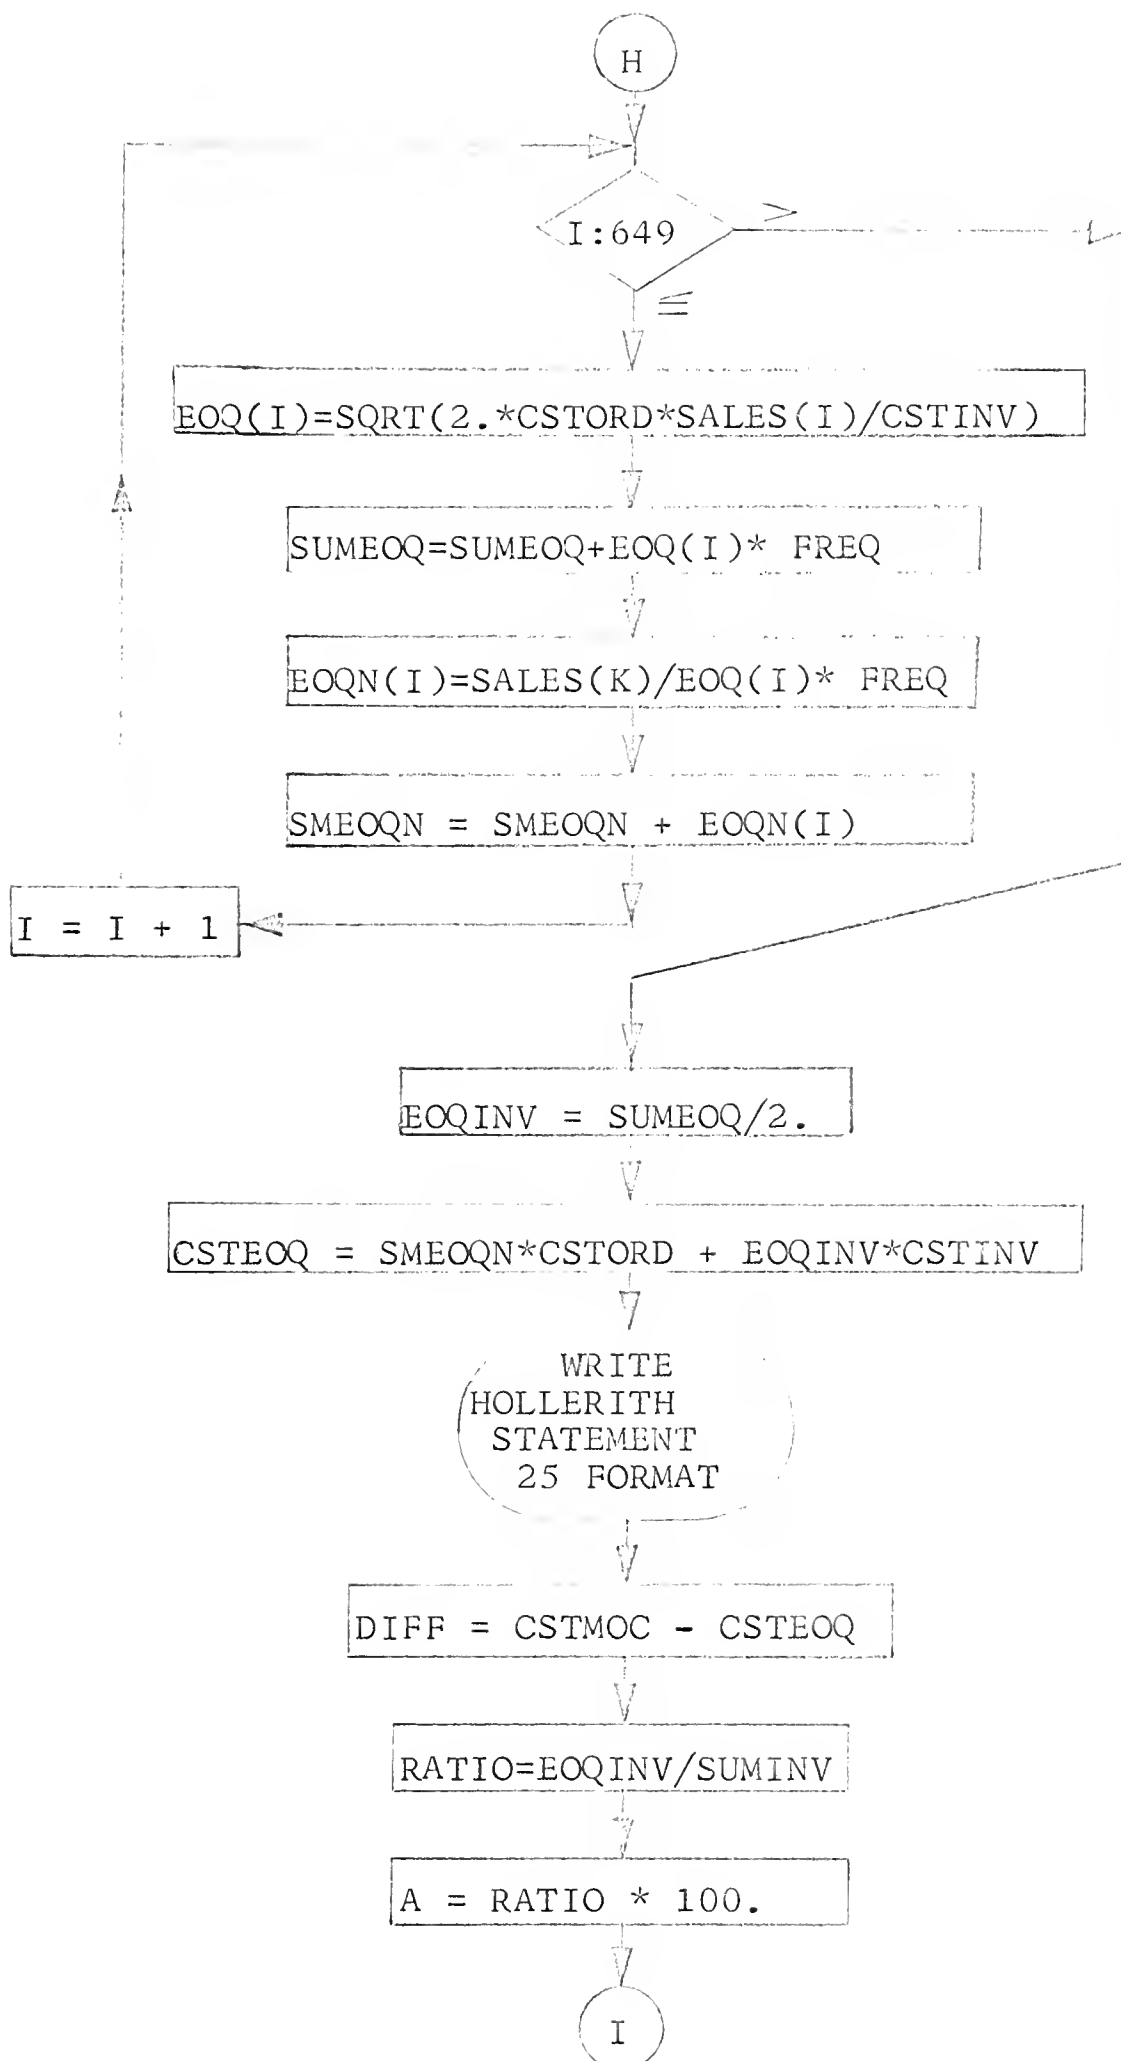 H
I:649
>
≤
EOQ(I)=SQRT(2.*CSTORD*SALES(I)/CSTINV)
SUMEOQ=SUMEOQ+EOQ(I)* FREQ
EOQN(I)=SALES(K)/EOQ(I)* FREQ
SMEOQN = SMEOQN + EOQN(I)
I = I + 1
EOQINV = SUMEOQ/2.
CSTEOQ = SMEOQN*CSTORD + EOQINV*CSTINV
WRITE
HOLLERITH
STATEMENT
25 FORMAT
DIFF = CSTMOC - CSTEOQ
RATIO=EOQINV/SUMINV
A = RATIO * 100.
I